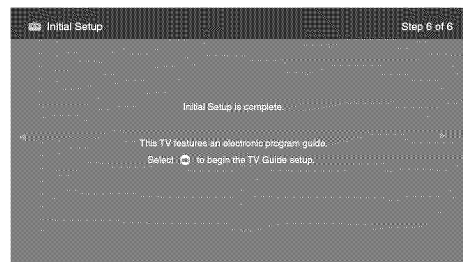 Initial Setup
Step 6 of 6
Initial Setup is complete.
This TV features an electronic program guide.
Select to begin the TV Guide setup.